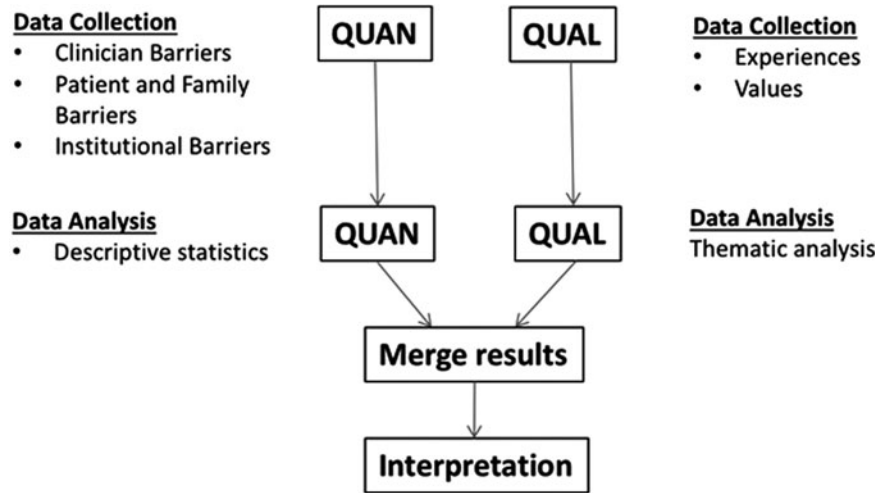 Data Collection
• Clinician Barriers
• Patient and Family
Barriers
• Institutional Barriers
QUAN
QUAL
Data Collection
• Experiences
• Values
Data Analysis
• Descriptive statistics
QUAN
QUAL
Data Analysis
Thematic analysis
Merge results
Interpretation